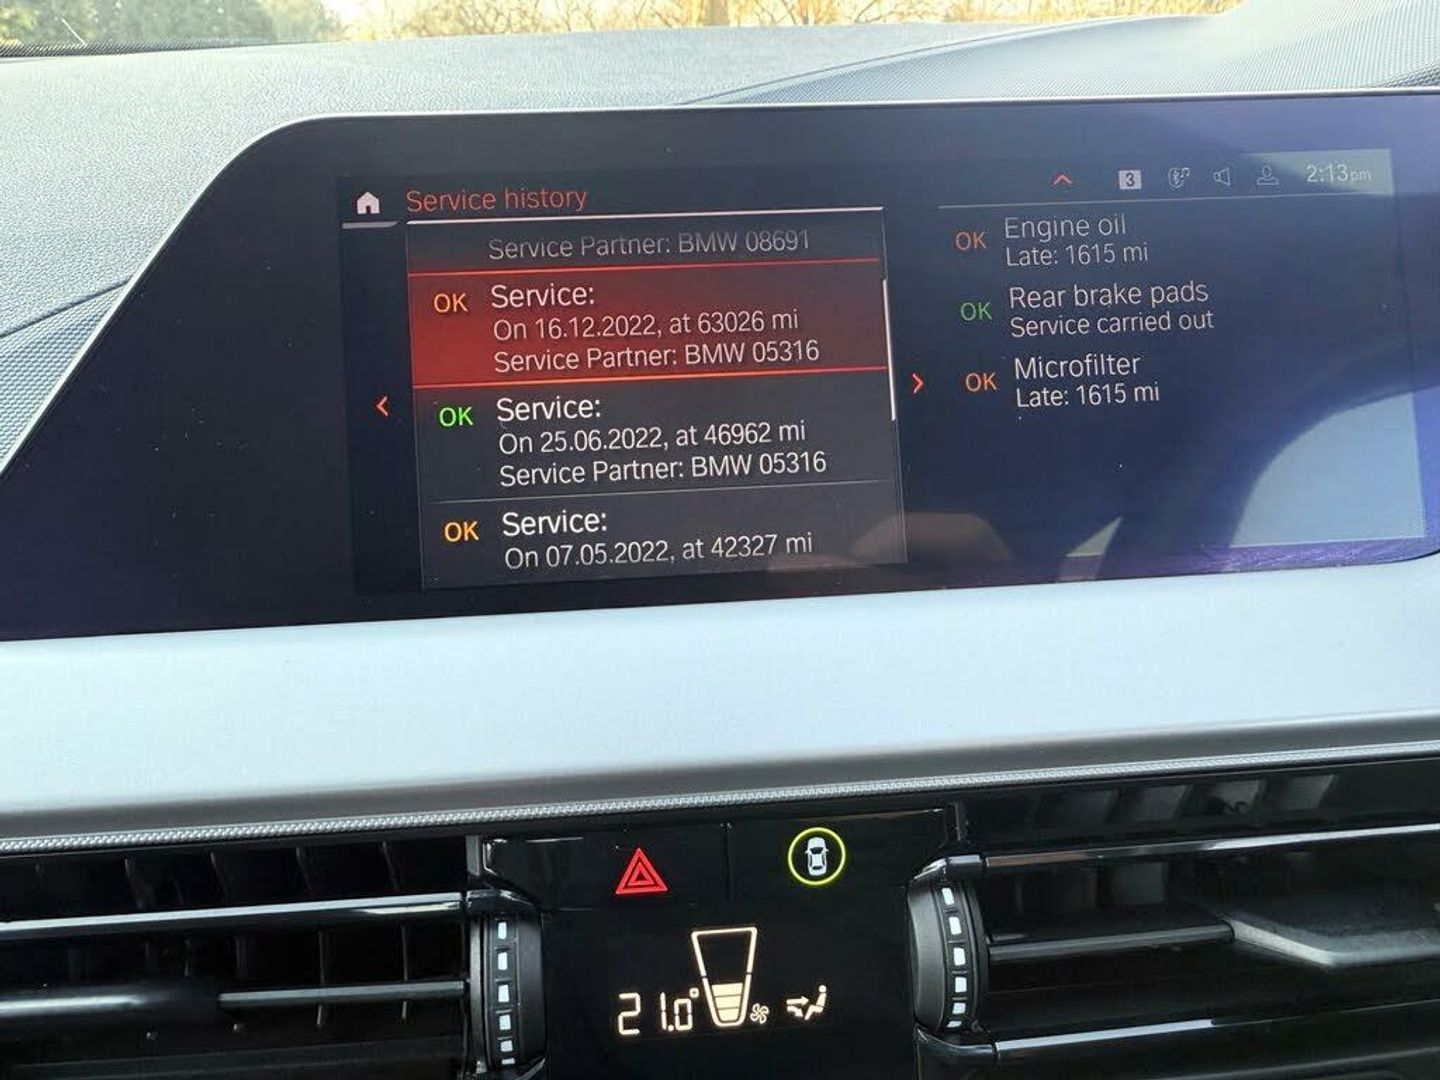 Service history
3
2:13pm
Service Partner: BMW 08691
OK Service:
On 16.12.2022, at 63026 mi
Service Partner: BMW 05316
OK Service:
On 25.06.2022, at 46962 mi
Service Partner: BMW 05316
OK Service:
On 07.05.2022, at 42327 mi
OK Engine oil
Late: 1615 mi
OK Rear brake pads
Service carried out
OK Microfilter
Late: 1615 mi
21.0°